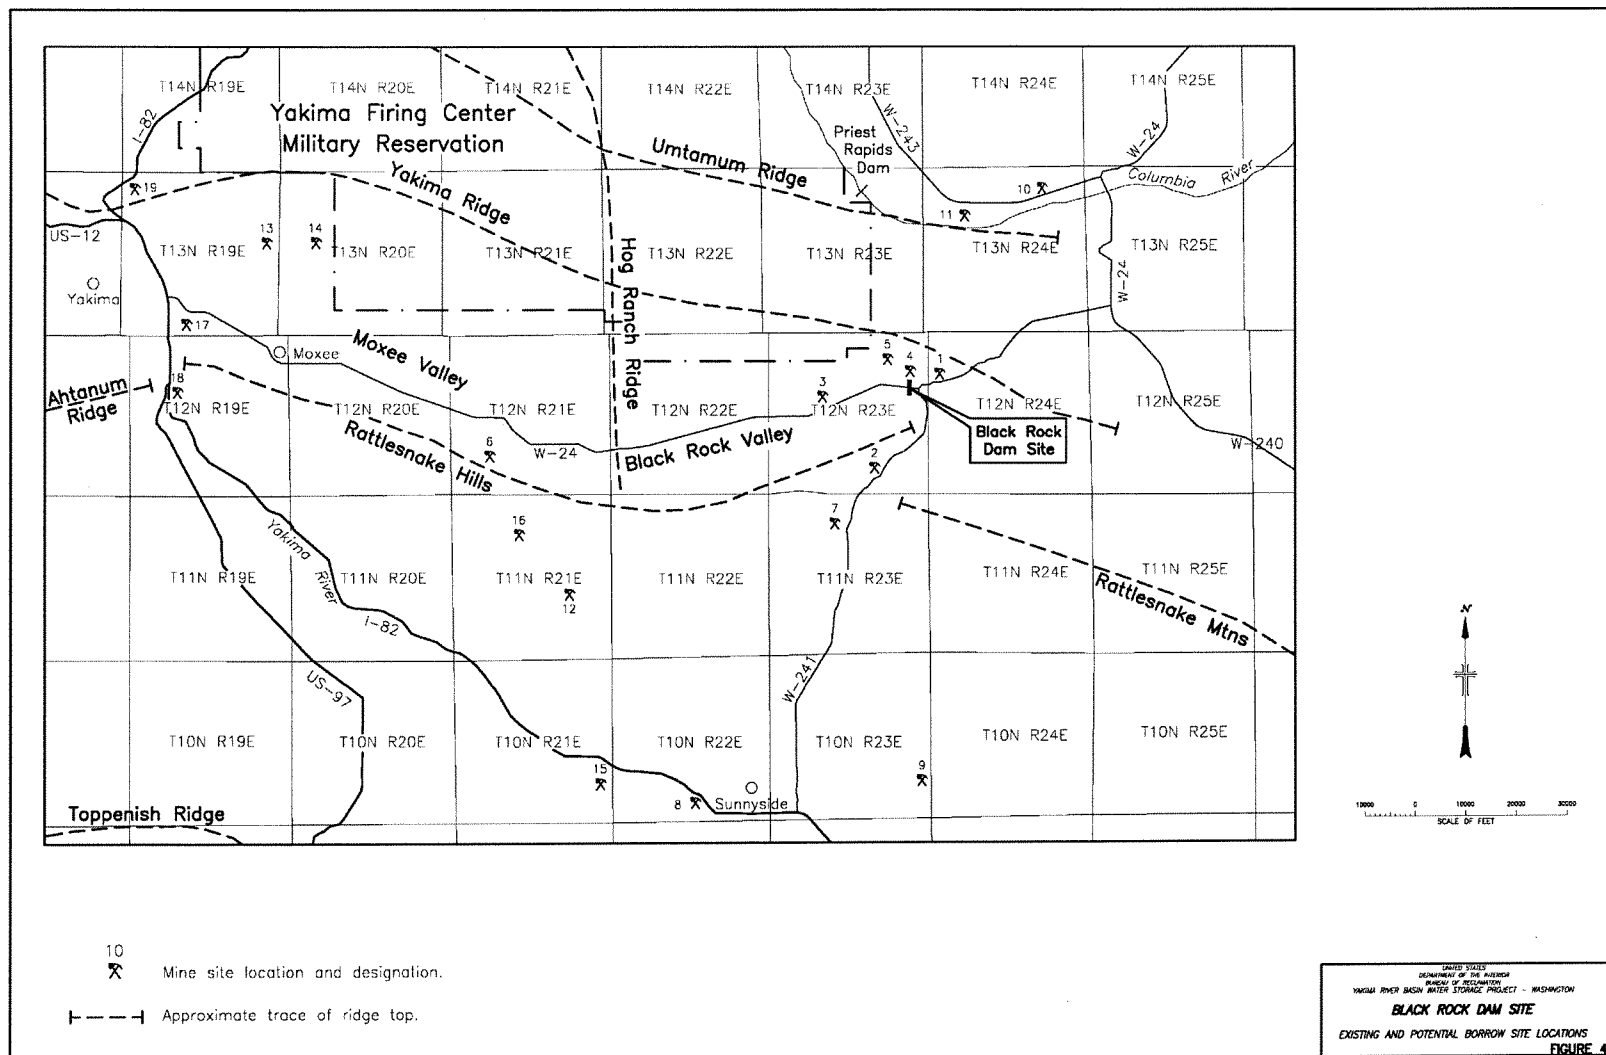 T14N R19E
T14N R20E
T14N R21E
T14N R22E
T14N R23E
T14N R24E
T14N R25E
I-82
Yakima Firing Center
Military Reservation
W-243
W-24
Priest
Rapids
Dam
Umtamum Ridge
Yakima Ridge
Columbia River
19
10
11
US-12
13
14
T13N R19E
T13N R20E
T13N R21E
T13N R22E
T13N R23E
T13N R24E
T13N R25E
Hog Ranch Ridge
W-24
Yakima
17
Moxee
Moxee Valley
5
4
1
3
18
Ahtanum
Ridge
T12N R19E
T12N R20E
T12N R21E
T12N R22E
T12N R23E
T12N R24E
T12N R25E
Black Rock
Dam Site
Rattlesnake Hills
6
W-24
Black Rock Valley
2
W-240
16
7
Yakima River
T11N R19E
T11N R20E
T11N R21E
T11N R22E
T11N R23E
T11N R24E
T11N R25E
12
Rattlesnake Mtns
I-82
US-97
W-241
T10N R19E
T10N R20E
T10N R21E
T10N R22E
T10N R23E
T10N R24E
T10N R25E
15
8
Sunnyside
9
Toppenish Ridge
N
10000 0 10000 20000 30000
SCALE OF FEET
10
Mine site location and designation.
Approximate trace of ridge top.
UNITED STATES
DEPARTMENT OF THE INTERIOR
BUREAU OF RECLAMATION
YAKIMA RIVER BASIN WATER STORAGE PROJECT - WASHINGTON
BLACK ROCK DAM SITE
EXISTING AND POTENTIAL BORROW SITE LOCATIONS
FIGURE 4